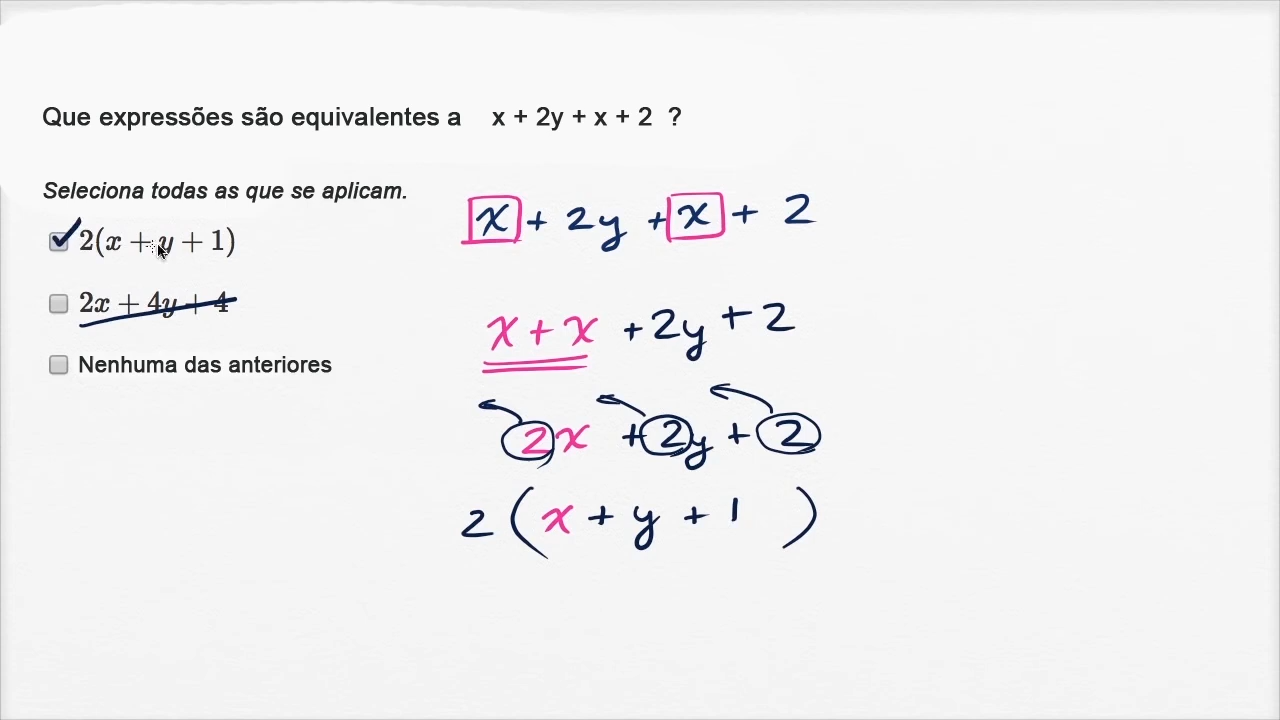 Que expressões são equivalentes a x + 2y + x + 2 ?
Seleciona todas as que se aplicam.
2(x + y + 1)
2x + 4y + 4
Nenhuma das anteriores
x + 2y + x + 2
x + x + 2y + 2
2x + 2y + 2
2 ( x + y + 1 )